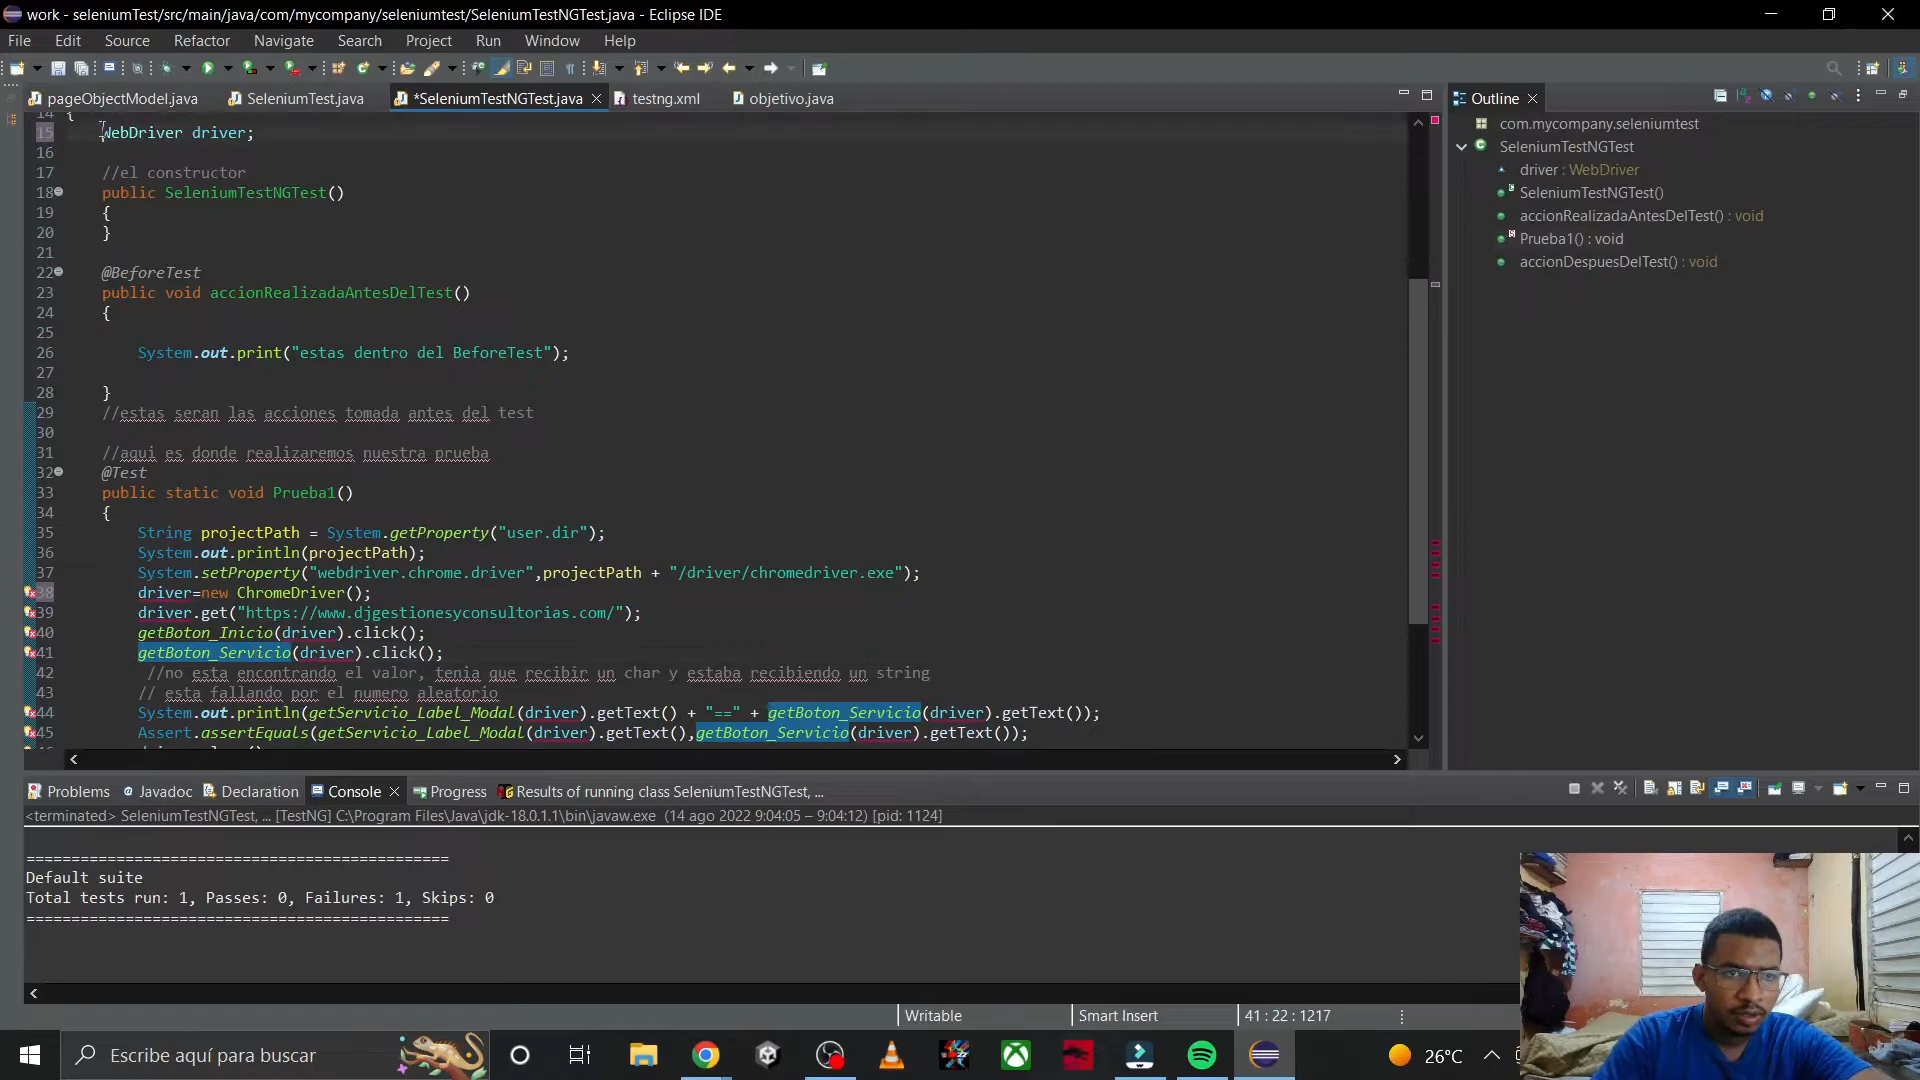 work - seleniumTest/src/main/java/com/mycompany/seleniumtest/SeleniumTestNGTest.java - Eclipse IDE
File Edit Source Refactor Navigate Search Project Run Window Help
pageObjectModel.java SeleniumTest.java *SeleniumTestNGTest.java testng.xml objetivo.java
14 {
15 WebDriver driver;
16
17 //el constructor
18 public SeleniumTestNGTest()
19 {
20 }
21
22 @BeforeTest
23 public void accionRealizadaAntesDelTest()
24 {
25
26 System.out.print("estas dentro del BeforeTest");
27
28 }
29 //estas seran las acciones tomada antes del test
30
31 //aqui es donde realizaremos nuestra prueba
32 @Test
33 public static void Prueba1()
34 {
35 String projectPath = System.getProperty("user.dir");
36 System.out.println(projectPath);
37 System.setProperty("webdriver.chrome.driver",projectPath + "/driver/chromedriver.exe");
38 driver=new ChromeDriver();
39 driver.get("https://www.djgestionesyconsultorias.com/");
40 getBoton_Inicio(driver).click();
41 getBoton_Servicio(driver).click();
42 //no esta encontrando el valor, tenia que recibir un char y estaba recibiendo un string
43 // esta fallando por el numero aleatorio
44 System.out.println(getServicio_Label_Modal(driver).getText() + "==" + getBoton_Servicio(driver).getText());
45 Assert.assertEquals(getServicio_Label_Modal(driver).getText(),getBoton_Servicio(driver).getText());
Outline
com.mycompany.seleniumtest
SeleniumTestNGTest
driver : WebDriver
SeleniumTestNGTest()
accionRealizadaAntesDelTest() : void
Prueba1() : void
accionDespuesDelTest() : void
Problems Javadoc Declaration Console Progress Results of running class SeleniumTestNGTest, ...
<terminated> SeleniumTestNGTest, ... [TestNG] C:\Program Files\Java\jdk-18.0.1.1\bin\javaw.exe (14 ago 2022 9:04:05 – 9:04:12) [pid: 1124]
===============================================
Default suite
Total tests run: 1, Passes: 0, Failures: 1, Skips: 0
===============================================
Writable Smart Insert 41 : 22 : 1217
Escribe aquí para buscar
26°C